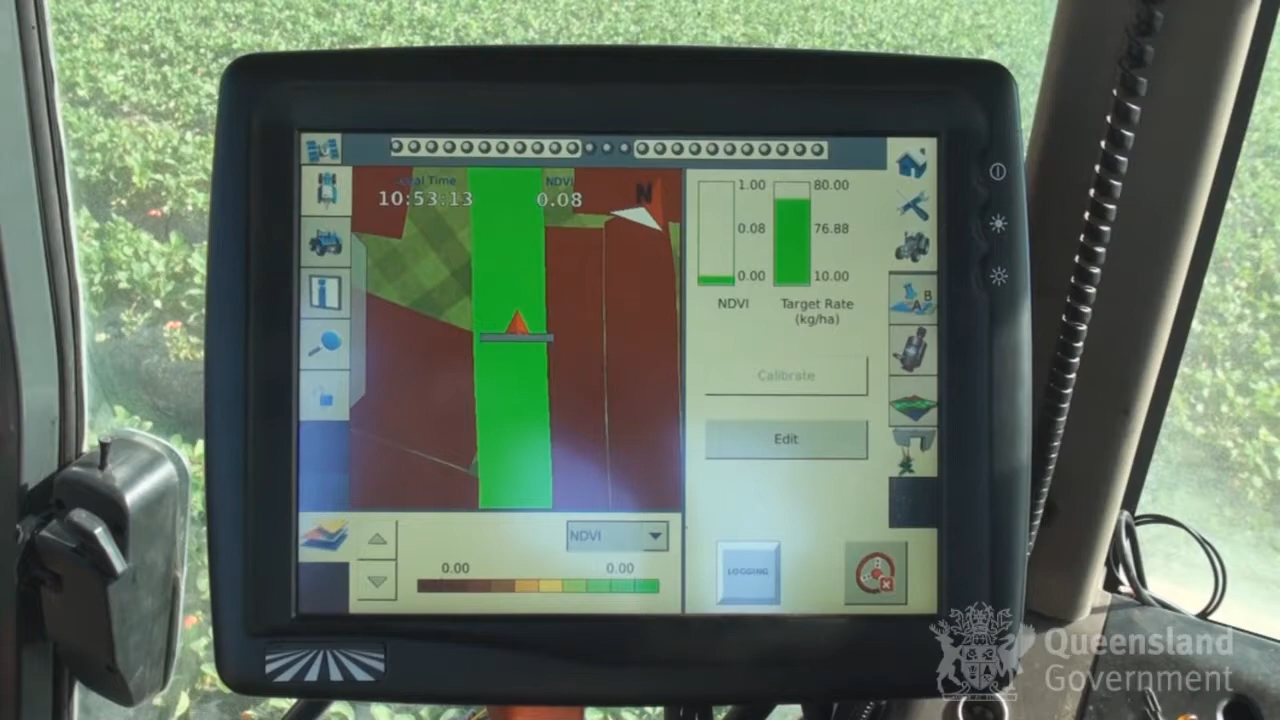 NDVI
10:53:13
0.08
N
1.00
80.00
0.08
76.88
0.00
10.00
NDVI
Target Rate
(kg/ha)
A B
Calibrate
Edit
NDVI
0.00
0.00
LOGGING
Queensland
Government